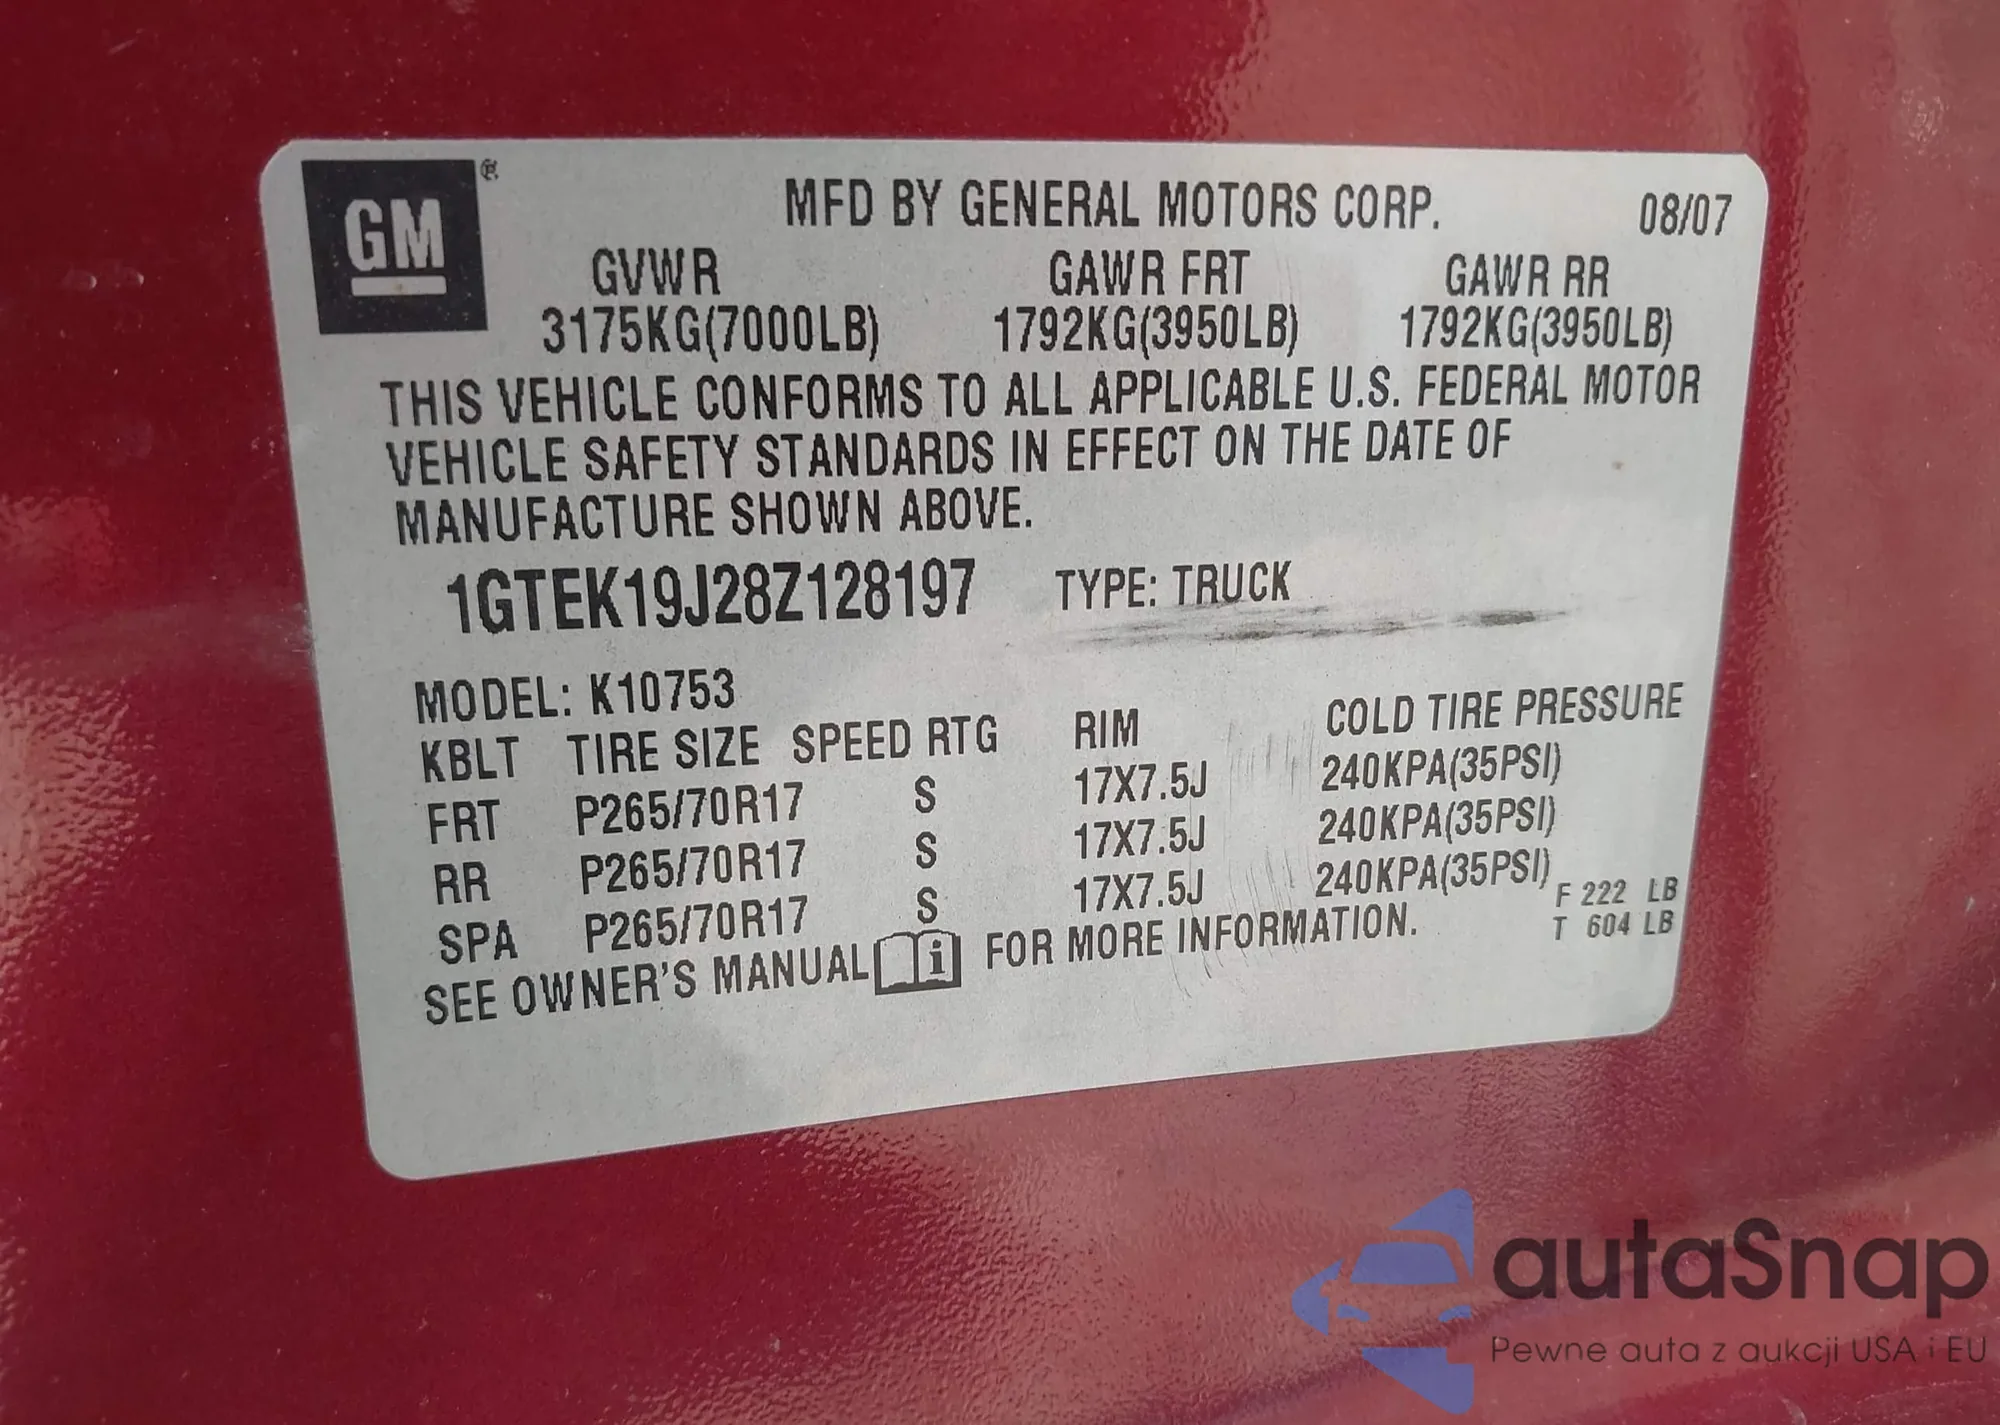 GM®
MFD BY GENERAL MOTORS CORP. 08/07
GVWR GAWR FRT GAWR RR
3175KG(7000LB) 1792KG(3950LB) 1792KG(3950LB)
THIS VEHICLE CONFORMS TO ALL APPLICABLE U.S. FEDERAL MOTOR
VEHICLE SAFETY STANDARDS IN EFFECT ON THE DATE OF
MANUFACTURE SHOWN ABOVE.
1GTEK19J28Z128197 TYPE: TRUCK
MODEL: K10753
KBLT TIRE SIZE SPEED RTG RIM COLD TIRE PRESSURE
FRT P265/70R17 S 17X7.5J 240KPA(35PSI)
RR P265/70R17 S 17X7.5J 240KPA(35PSI)
SPA P265/70R17 S 17X7.5J 240KPA(35PSI)
SEE OWNER'S MANUAL i FOR MORE INFORMATION.
F 222 LB
T 604 LB
autaSnap
Pewne auta z aukcji USA i EU